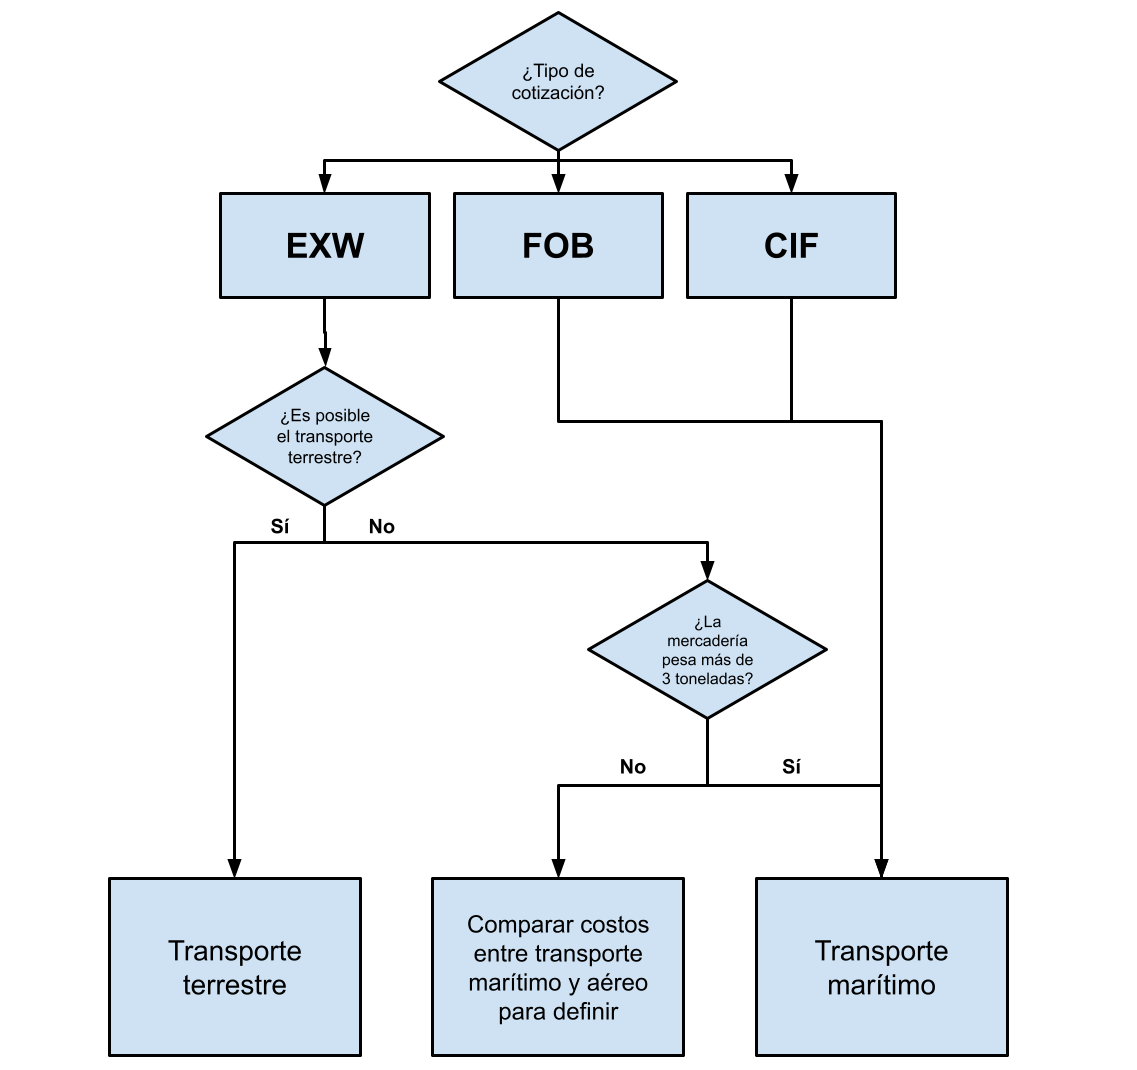 ¿Tipo de
cotización?
EXW
FOB
CIF
¿Es posible
el transporte
terrestre?
Sí
No
¿La
mercadería
pesa más de
3 toneladas?
No
Sí
Transporte
terrestre
Comparar costos
entre transporte
marítimo y aéreo
para definir
Transporte
marítimo